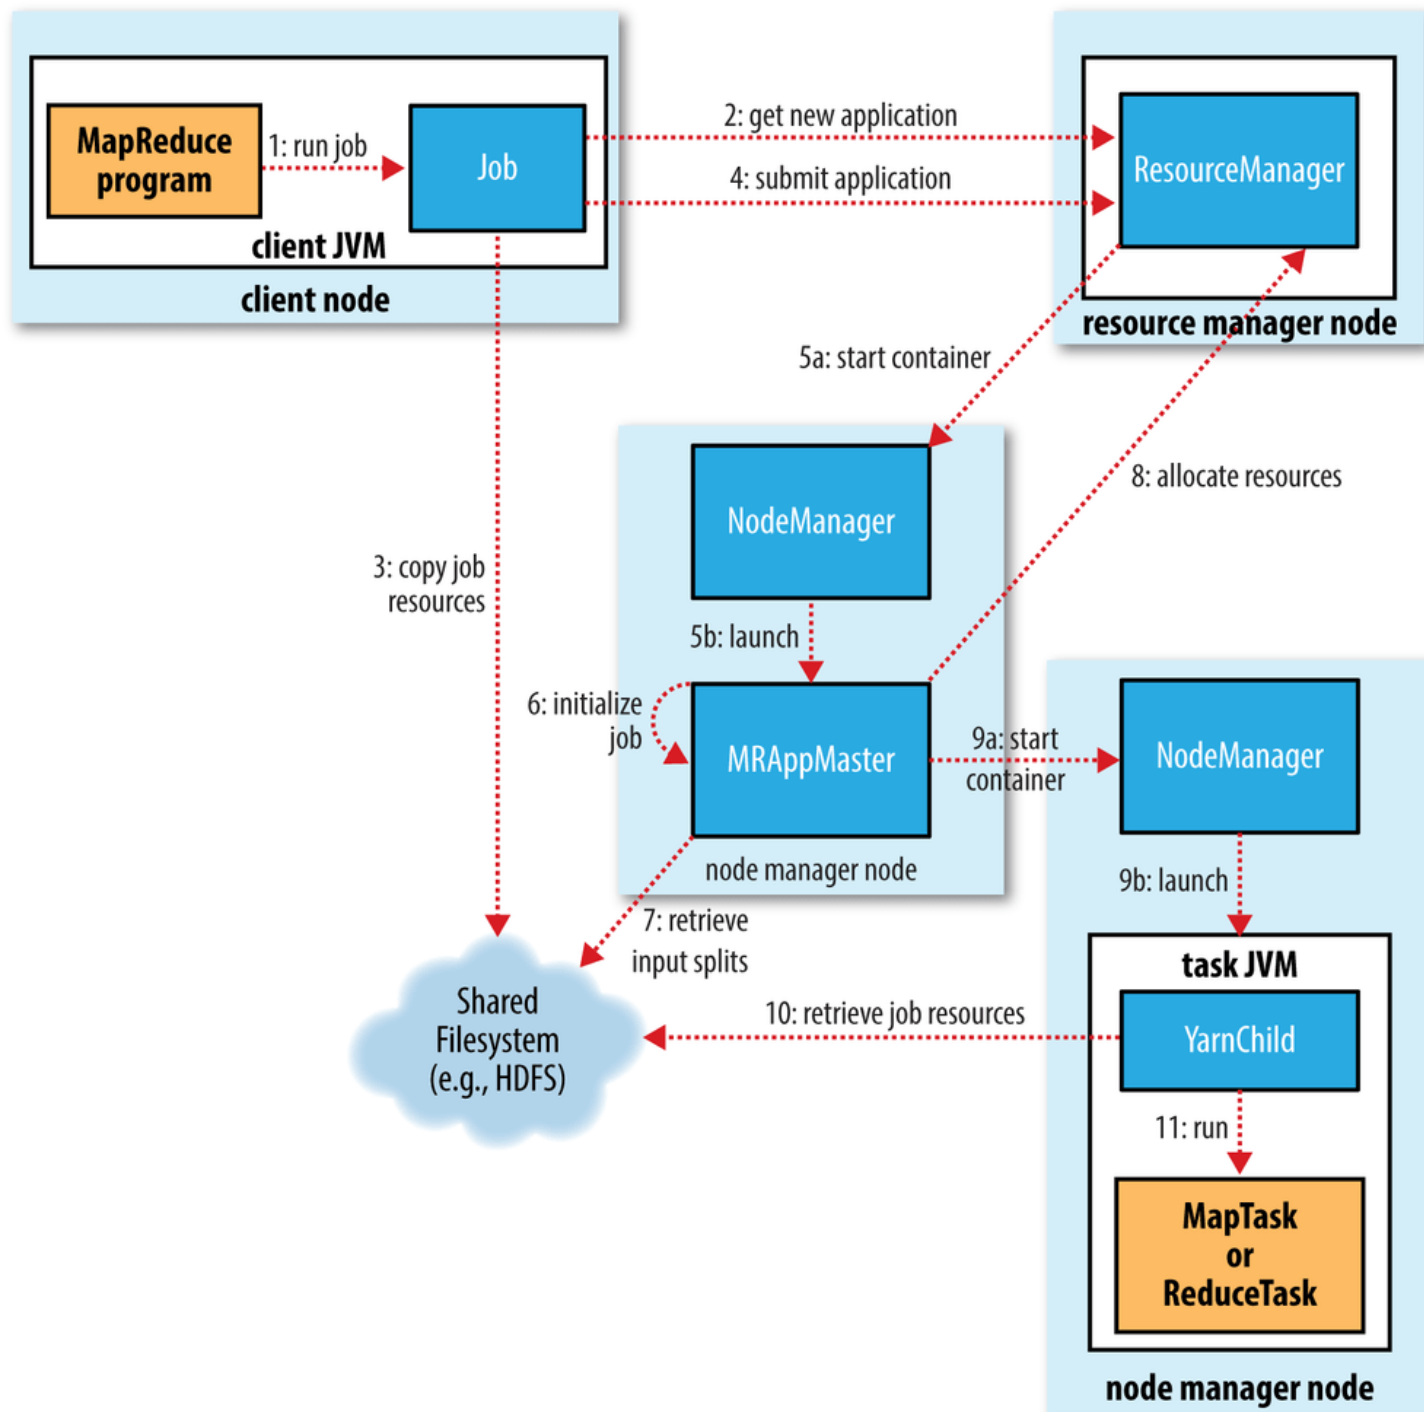 MapReduce
program
1: run job
Job
client JVM
client node
2: get new application
4: submit application
ResourceManager
resource manager node
5a: start container
8: allocate resources
3: copy job
resources
NodeManager
5b: launch
6: initialize
job
MRAppMaster
node manager node
9a: start
container
NodeManager
9b: launch
7: retrieve
input splits
Shared
Filesystem
(e.g., HDFS)
10: retrieve job resources
task JVM
YarnChild
11: run
MapTask
or
ReduceTask
node manager node